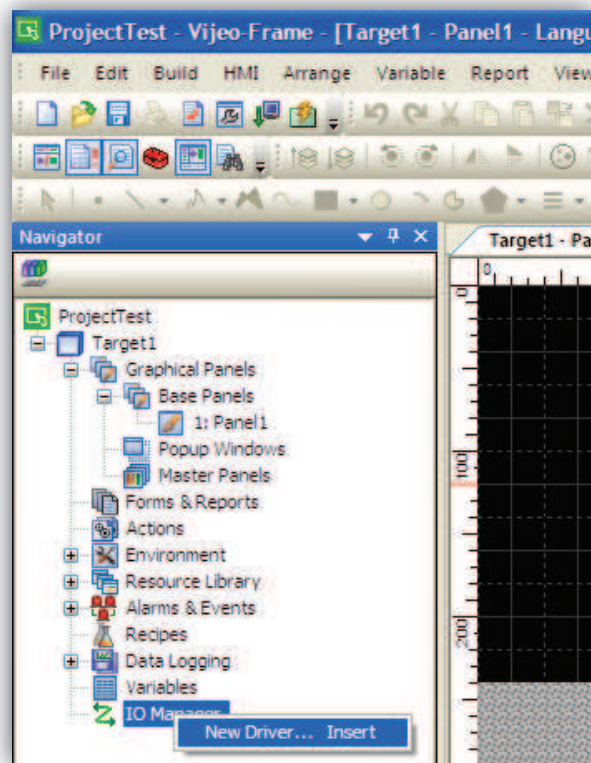 ProjectTest - Vijeo-Frame - [Target1 - Panel1 - Langu
File Edit Build HMI Arrange Variable Report View
Navigator
Target1 - Pa
0
0
ProjectTest
Target1
Graphical Panels
Base Panels
1: Panel1
Popup Windows
100
Master Panels
Forms & Reports
Actions
Environment
Resource Library
Alarms & Events
200
Recipes
Data Logging
Variables
IO Manager
New Driver... Insert